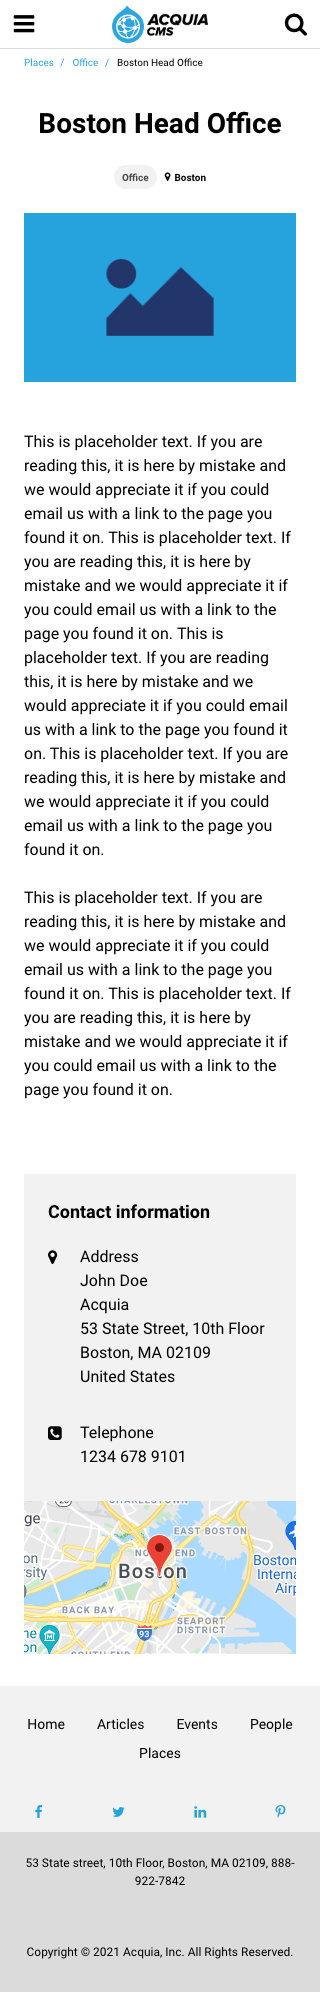 ACQUIA
CMS
Places / Office / Boston Head Office
Boston Head Office
Office Boston
This is placeholder text. If you are
reading this, it is here by mistake and
we would appreciate it if you could
email us with a link to the page you
found it on. This is placeholder text. If
you are reading this, it is here by
mistake and we would appreciate it if
you could email us with a link to the
page you found it on. This is
placeholder text. If you are reading
this, it is here by mistake and we
would appreciate it if you could email
us with a link to the page you found it
on. This is placeholder text. If you are
reading this, it is here by mistake and
we would appreciate it if you could
email us with a link to the page you
found it on.
This is placeholder text. If you are
reading this, it is here by mistake and
we would appreciate it if you could
email us with a link to the page you
found it on. This is placeholder text. If
you are reading this, it is here by
mistake and we would appreciate it if
you could email us with a link to the
page you found it on.
Contact information
Address
John Doe
Acquia
53 State Street, 10th Floor
Boston, MA 02109
United States
Telephone
1234 678 9101
EAST BOSTON
Boston
Boston
BACK BAY
93
SEAPORT
DISTRICT
Home Articles Events People
Places
53 State street, 10th Floor, Boston, MA 02109, 888-
922-7842
Copyright © 2021 Acquia, Inc. All Rights Reserved.